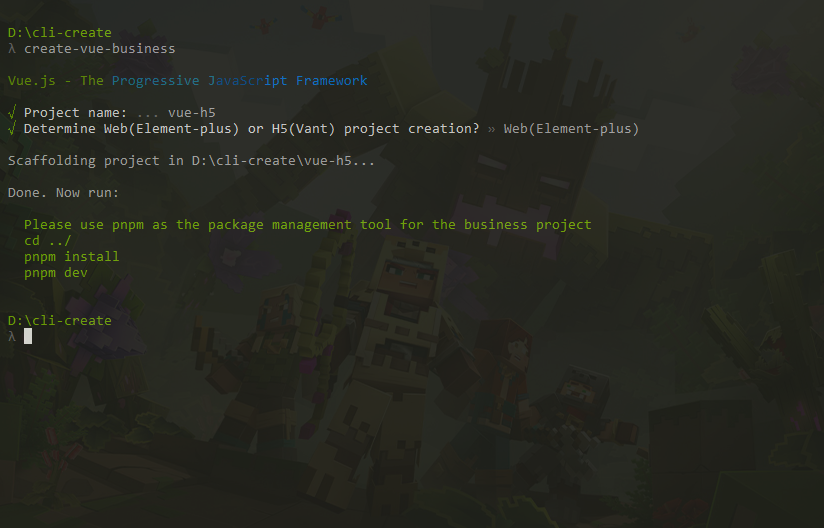 D:\cli-create
λ create-vue-business
Vue.js - The Progressive JavaScript Framework
√ Project name: ... vue-h5
√ Determine Web(Element-plus) or H5(Vant) project creation? » Web(Element-plus)
Scaffolding project in D:\cli-create\vue-h5...
Done. Now run:
Please use pnpm as the package management tool for the business project
cd ../
pnpm install
pnpm dev
D:\cli-create
λ